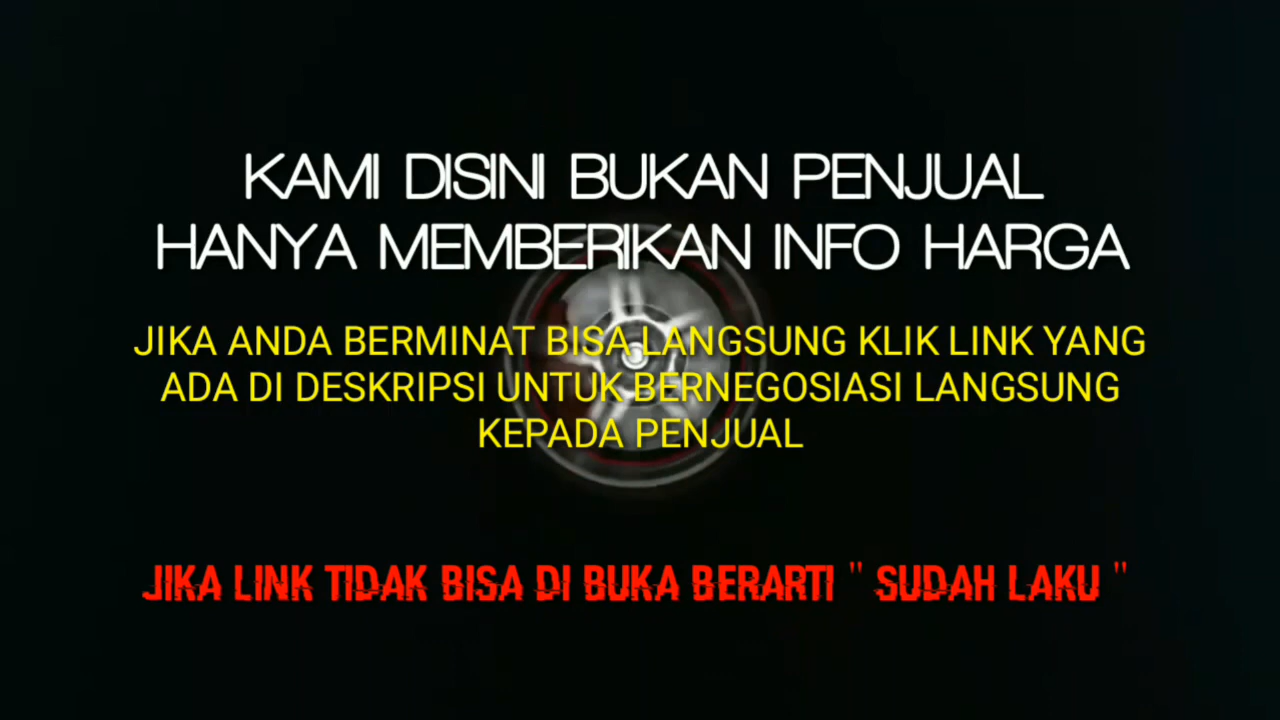 KAMI DISINI BUKAN PENJUAL
HANYA MEMBERIKAN INFO HARGA
JIKA ANDA BERMINAT BISA LANGSUNG KLIK LINK YANG
ADA DI DESKRIPSI UNTUK BERNEGOSIASI LANGSUNG
KEPADA PENJUAL
JIKA LINK TIDAK BISA DI BUKA BERARTI " SUDAH LAKU "